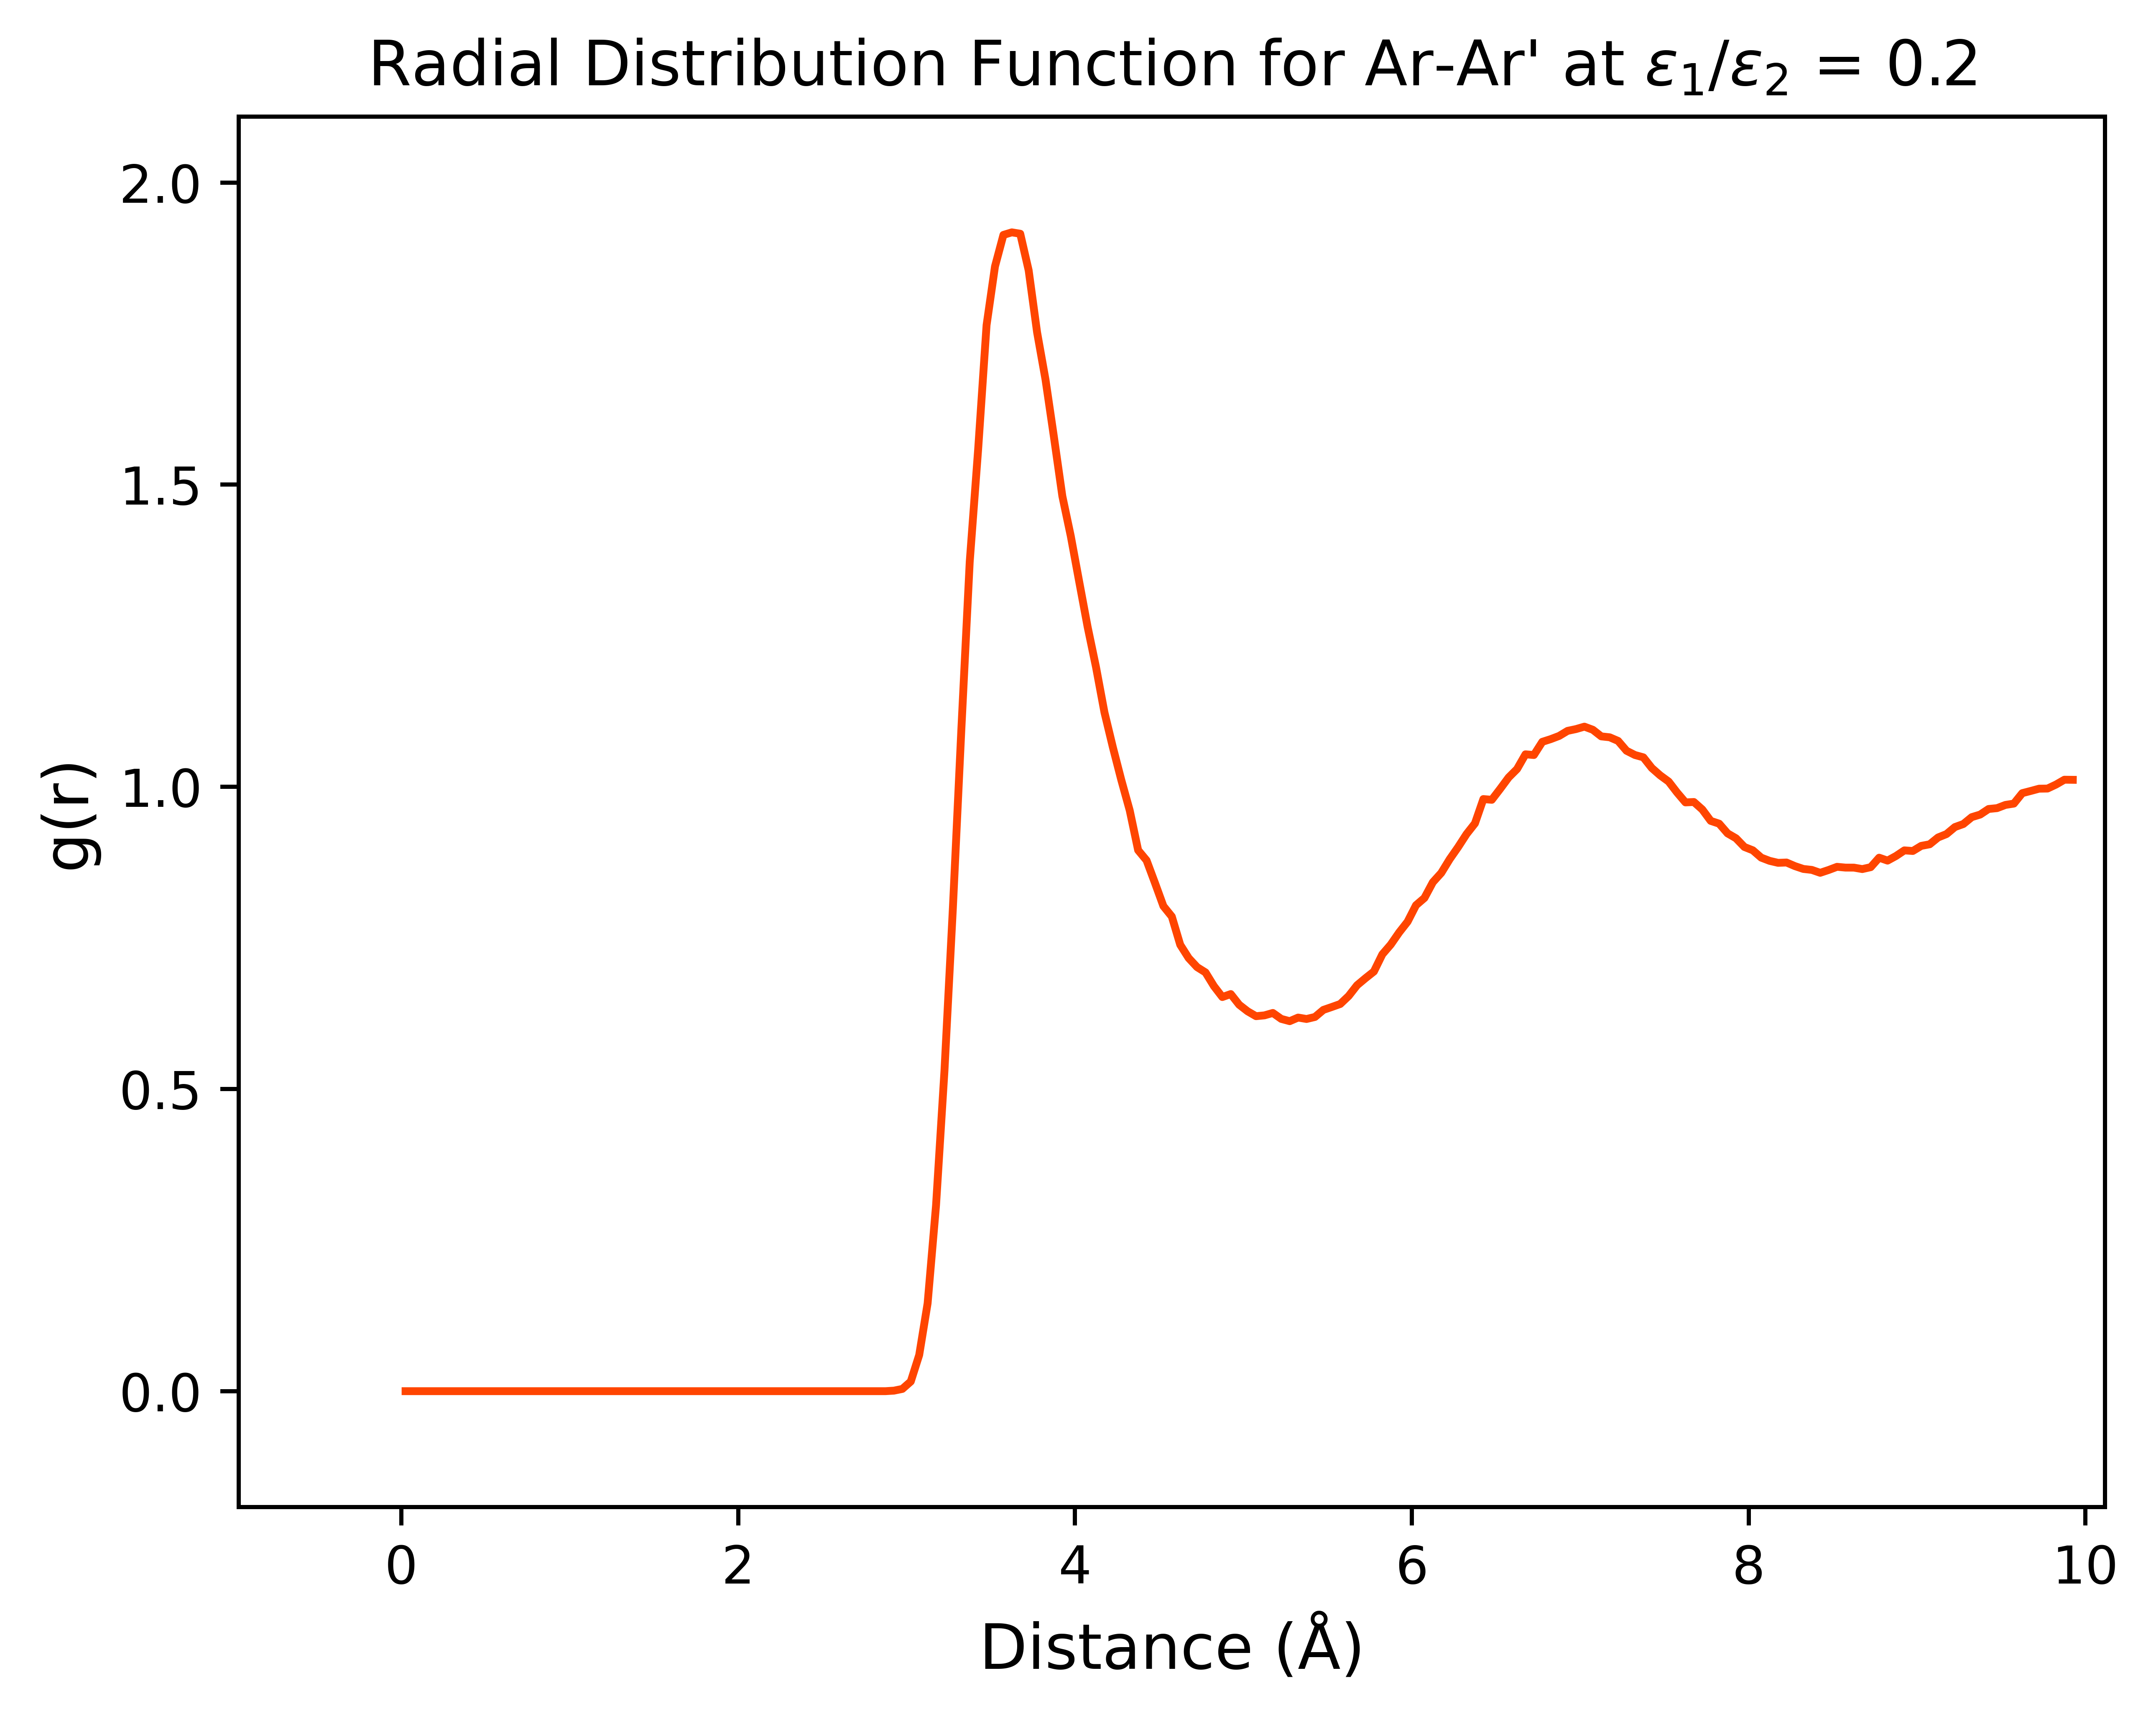 Radial Distribution Function for Ar-Ar' at ε₁/ε₂ = 0.2
2.0
1.5
1.0
0.5
0.0
g(r)
0 2 4 6 8 10
Distance (Å)